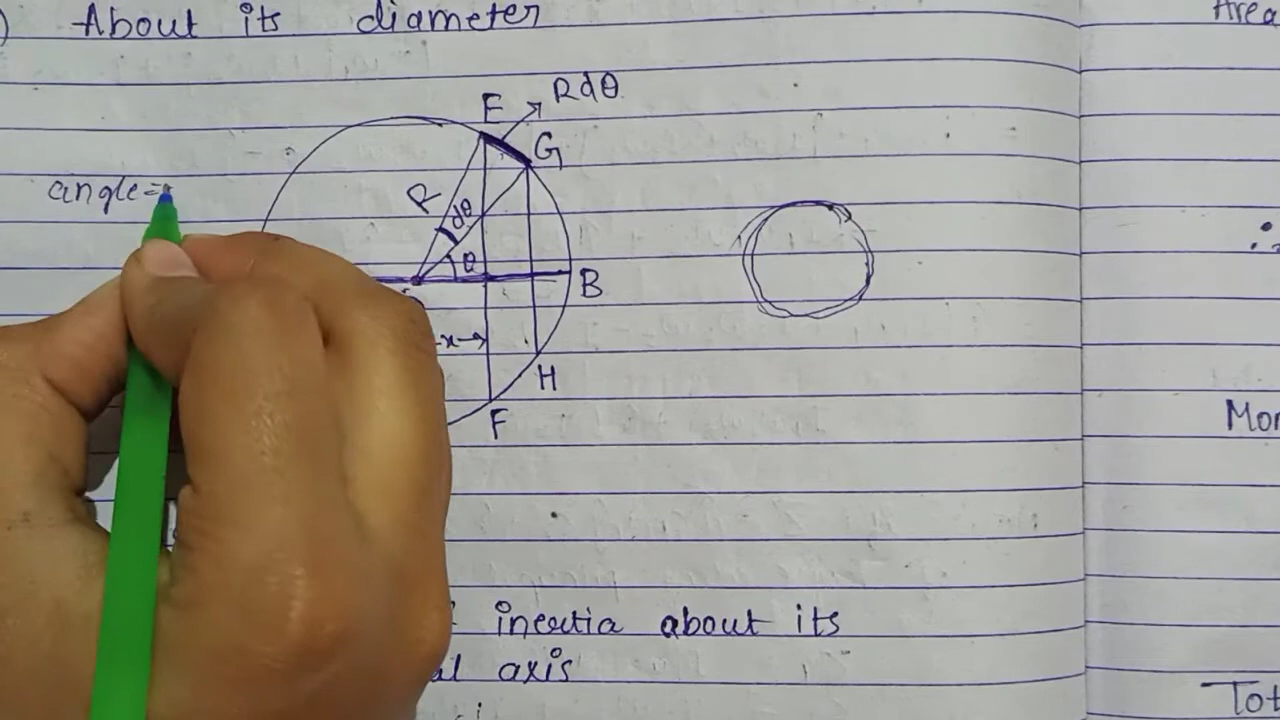 ) About its diameter
Area
E
Rdθ
G
angle=
R
dθ
θ
B
x
H
F
Mor
inertia about its
al axis
Tot